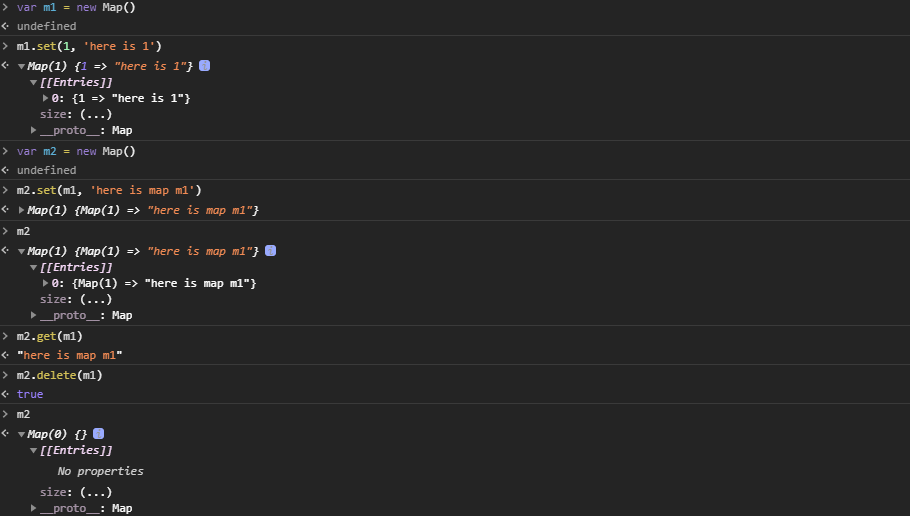 var m1 = new Map()
undefined
m1.set(1, 'here is 1')
Map(1) {1 => "here is 1"}
[[Entries]]
0: {1 => "here is 1"}
size: (...)
__proto__: Map
var m2 = new Map()
undefined
m2.set(m1, 'here is map m1')
Map(1) {Map(1) => "here is map m1"}
m2
Map(1) {Map(1) => "here is map m1"}
[[Entries]]
0: {Map(1) => "here is map m1"}
size: (...)
__proto__: Map
m2.get(m1)
"here is map m1"
m2.delete(m1)
true
m2
Map(0) {}
[[Entries]]
No properties
size: (...)
__proto__: Map